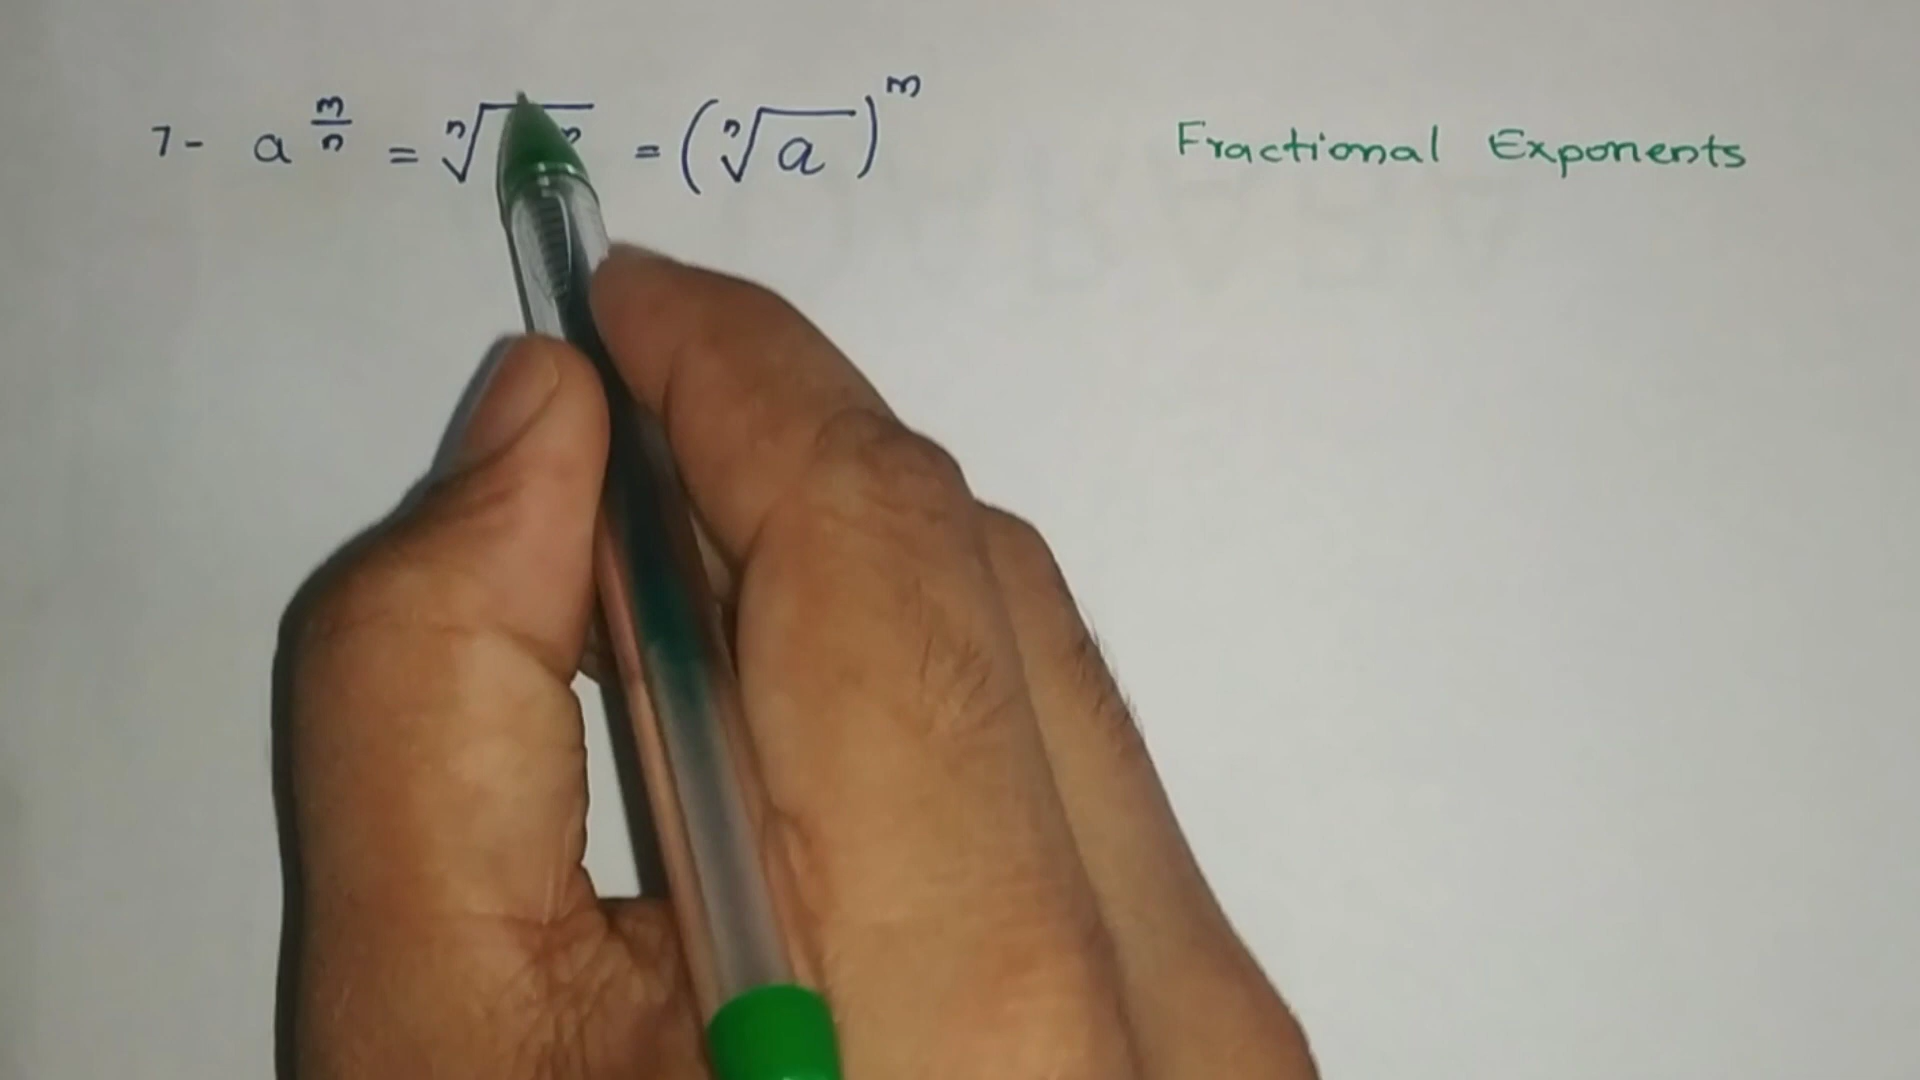 7- a^(m/n) = ⁿ√ = (ⁿ√a)^m Fractional Exponents